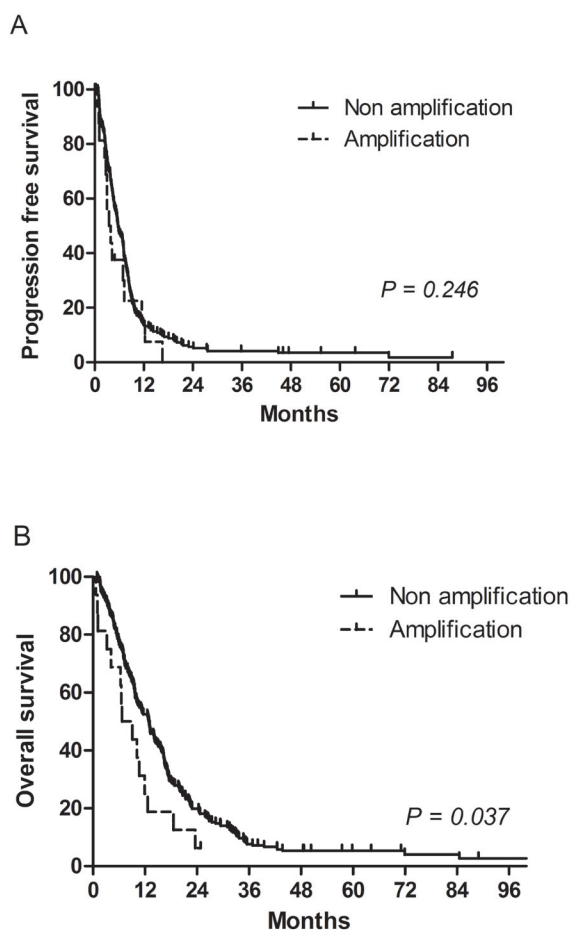 A
Progression free survival
100
80
60
40
20
0
Non amplification
Amplification
P = 0.246
0 12 24 36 48 60 72 84 96
Months
B
Overall survival
100
80
60
40
20
0
Non amplification
Amplification
P = 0.037
0 12 24 36 48 60 72 84 96
Months